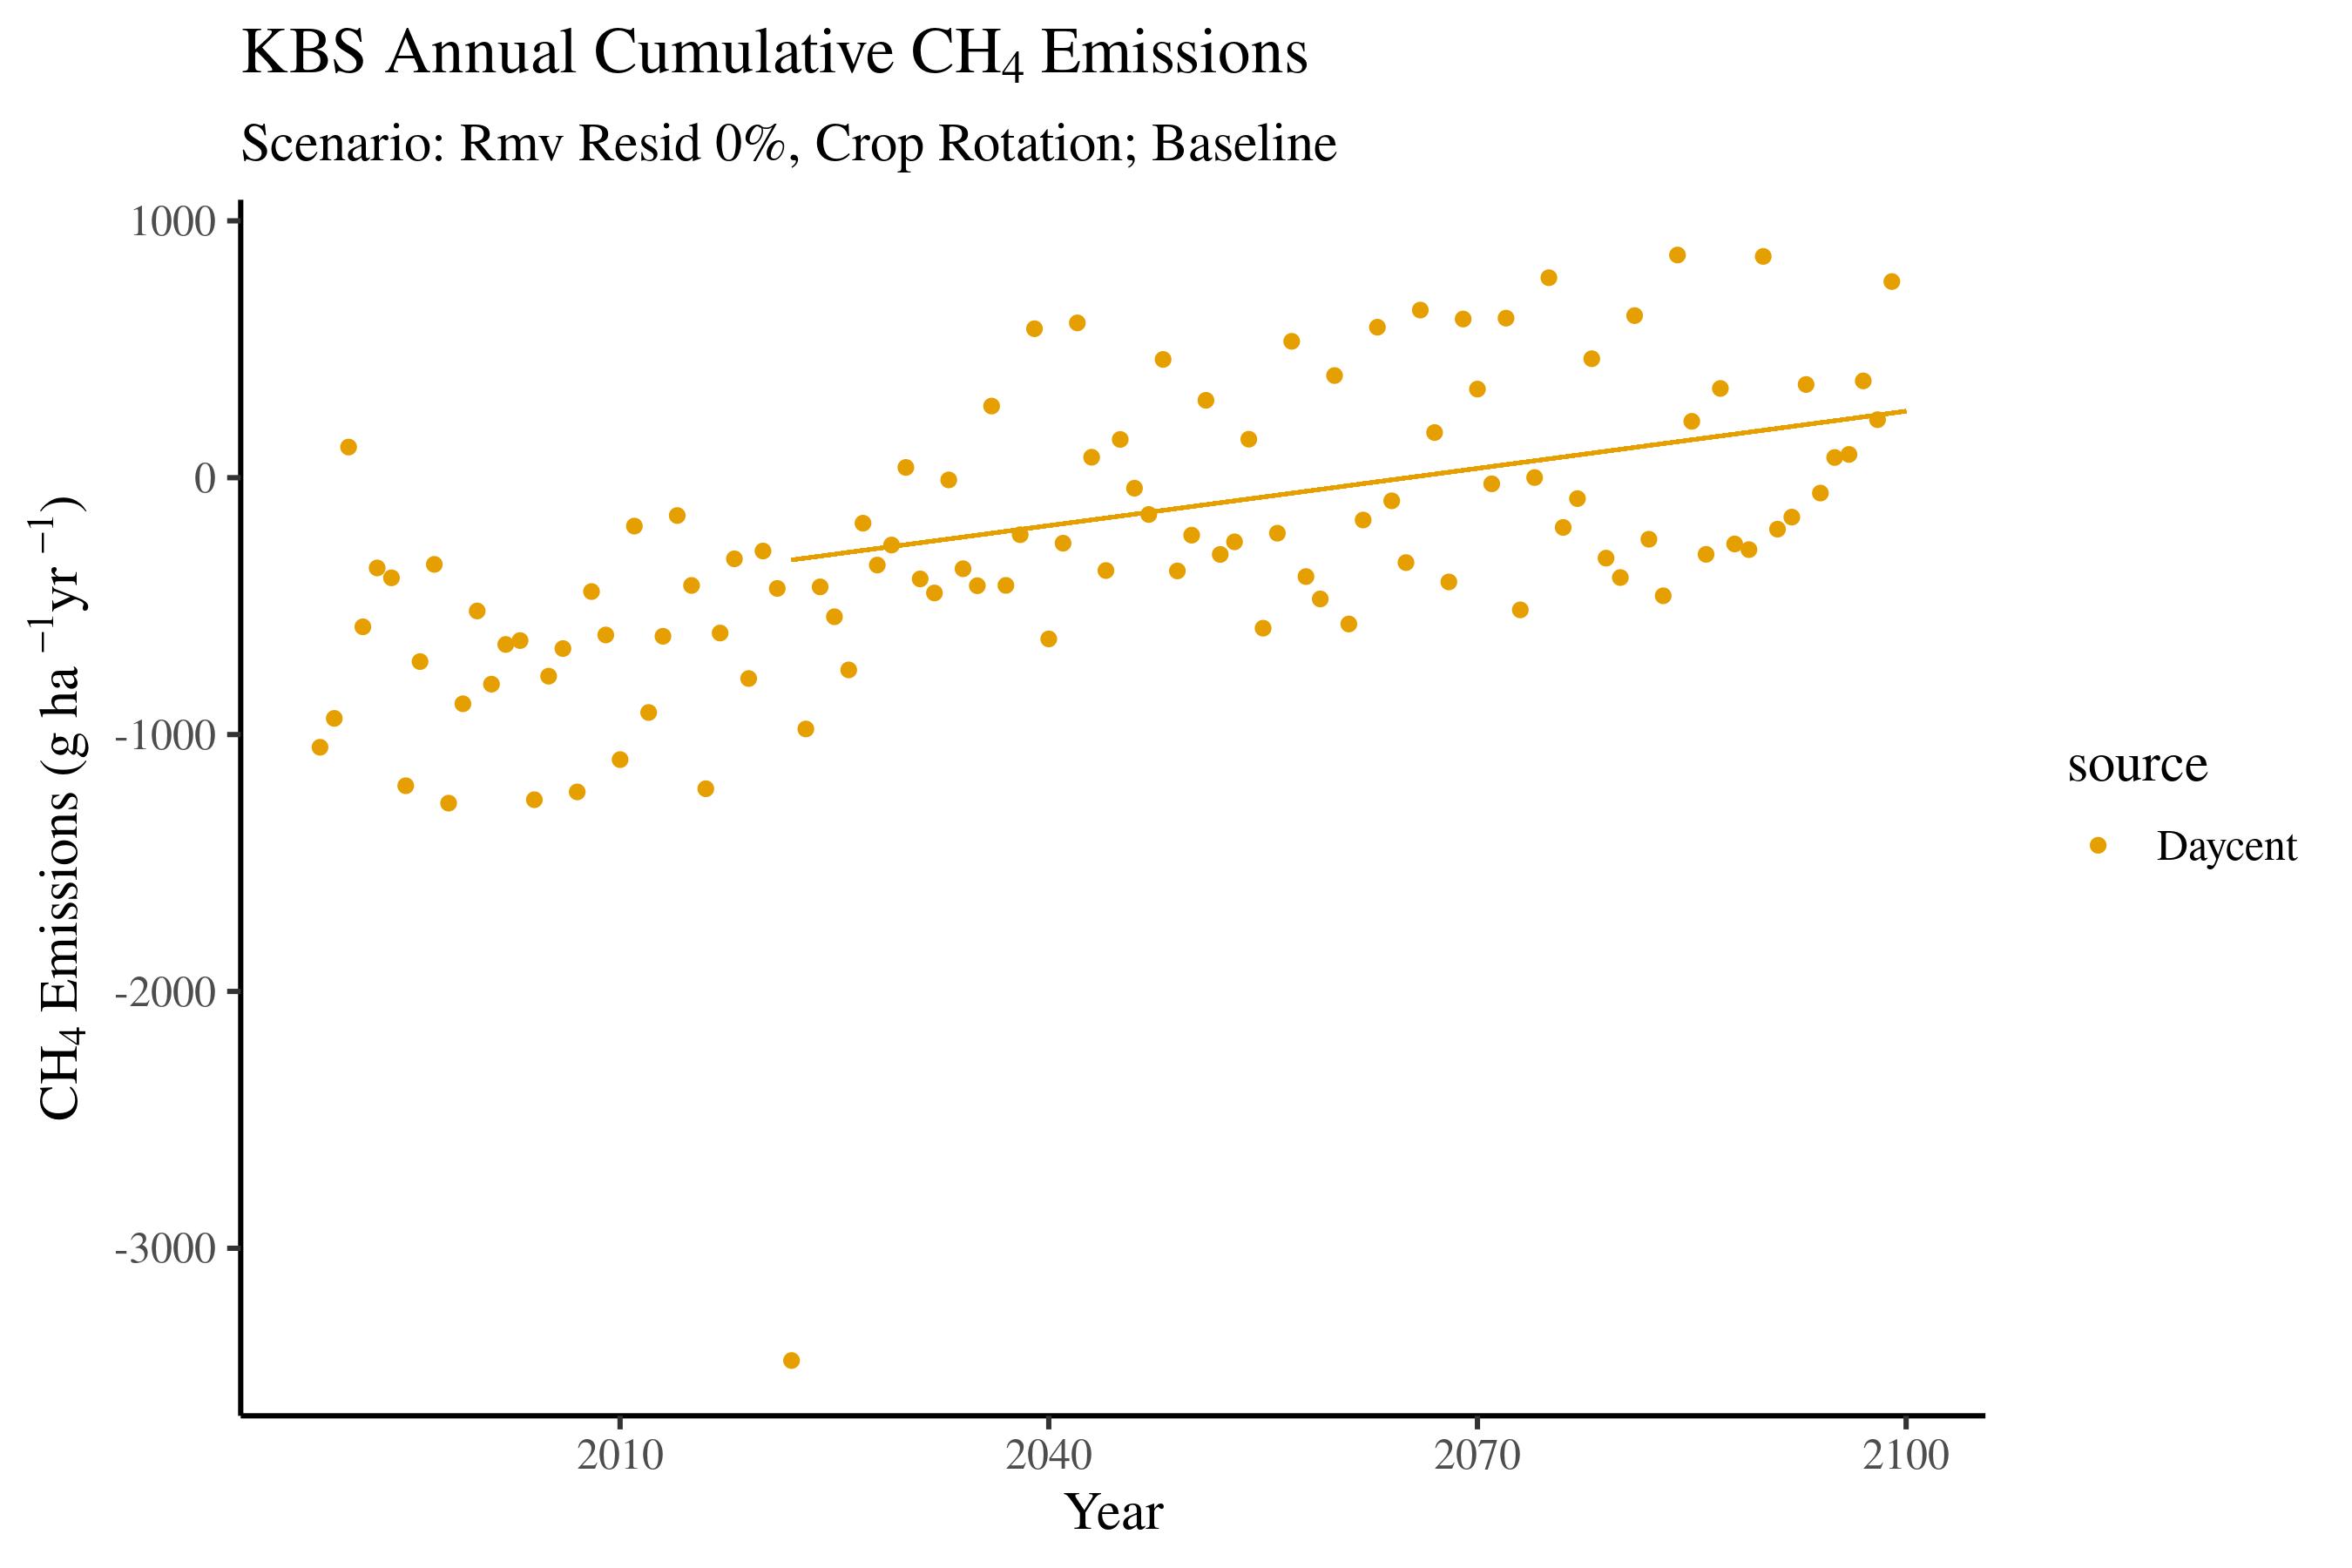 KBS Annual Cumulative CH₄ Emissions
Scenario: Rmv Resid 0%, Crop Rotation; Baseline
CH₄ Emissions (g ha ⁻¹yr ⁻¹)
1000
0
-1000
-2000
-3000
2010 2040 2070 2100
Year
source
Daycent